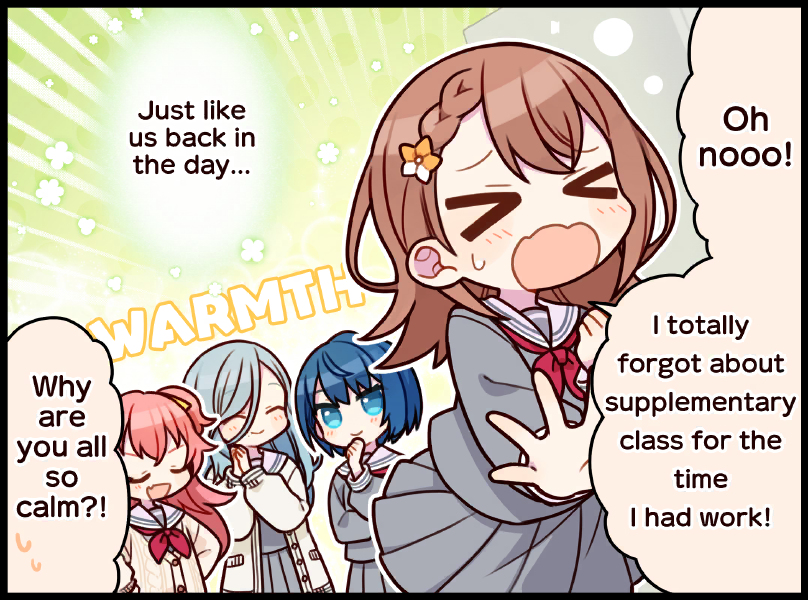 Oh
nooo!
I totally
forgot about
supplementary
class for the
time
I had work!
Just like
us back in
the day...
WARMTH
Why
are
you all
so
calm?!